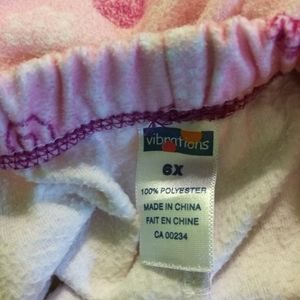 vibrations
6X
100% POLYESTER
MADE IN CHINA
FAIT EN CHINE
CA 00234